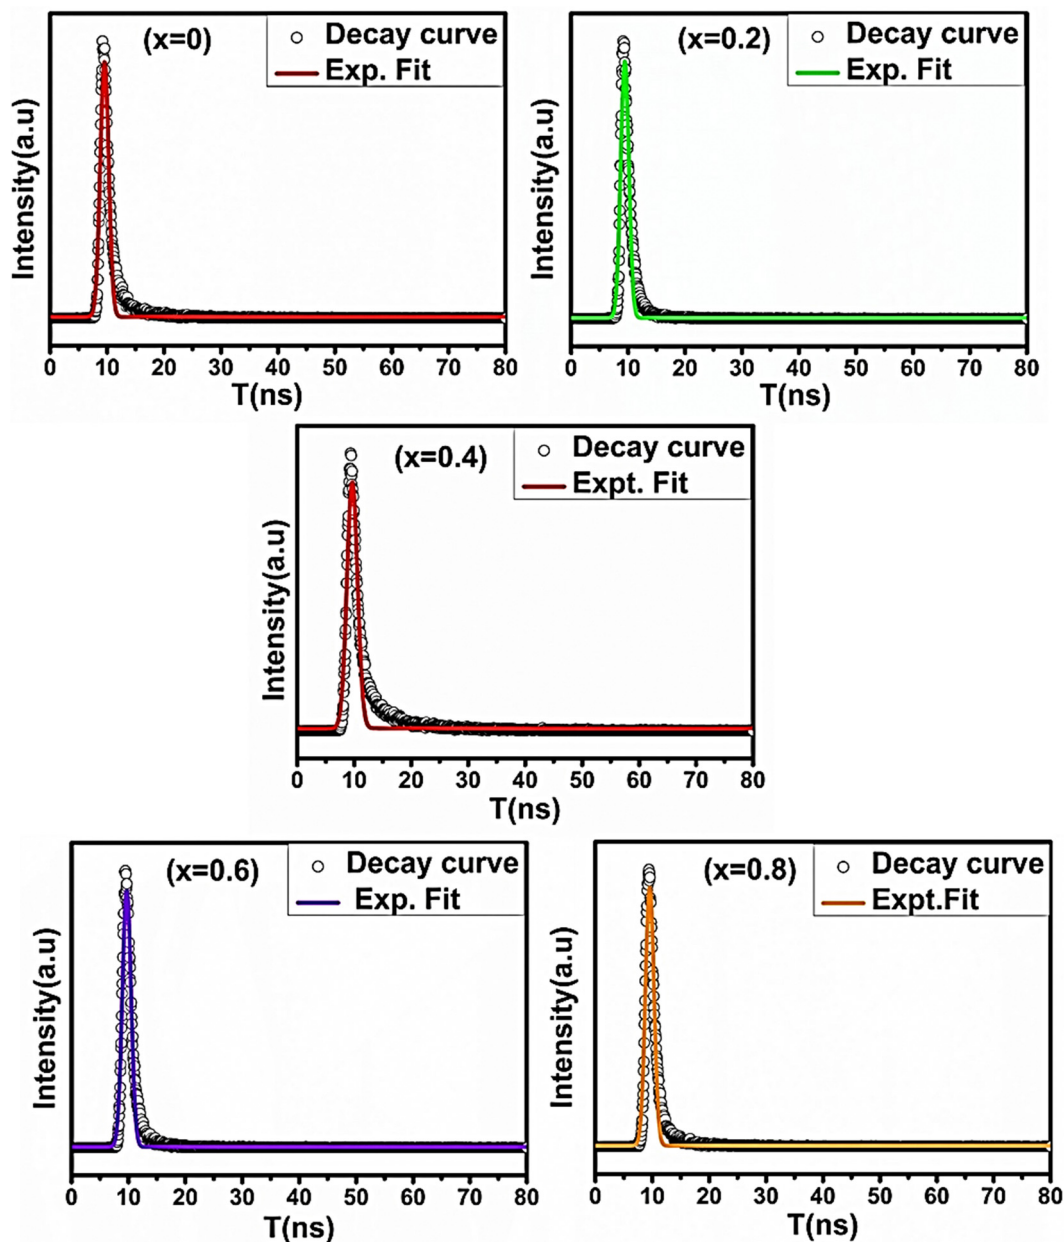 (x=0)
Decay curve
Exp. Fit
Intensity(a.u)
0 10 20 30 40 50 60 70 80
T(ns)
(x=0.2)
Decay curve
Exp. Fit
Intensity(a.u)
0 10 20 30 40 50 60 70 80
T(ns)
(x=0.4)
Decay curve
Expt. Fit
Intensity(a.u)
0 10 20 30 40 50 60 70 80
T(ns)
(x=0.6)
Decay curve
Exp. Fit
Intensity(a.u)
0 10 20 30 40 50 60 70 80
T(ns)
(x=0.8)
Decay curve
Expt.Fit
Intensity(a.u)
0 10 20 30 40 50 60 70 80
T(ns)